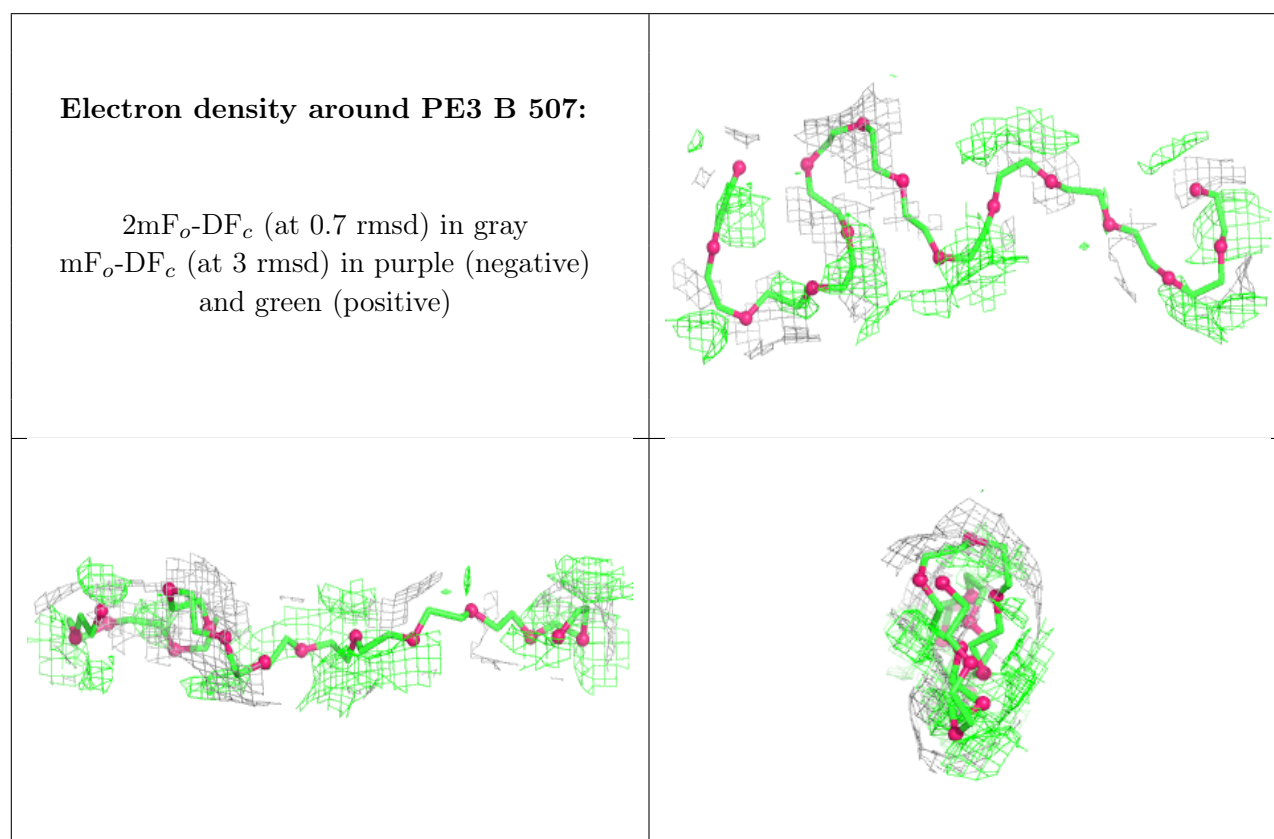 Electron density around PE3 B 507:
2mFo-DFc (at 0.7 rmsd) in gray
mFo-DFc (at 3 rmsd) in purple (negative)
and green (positive)